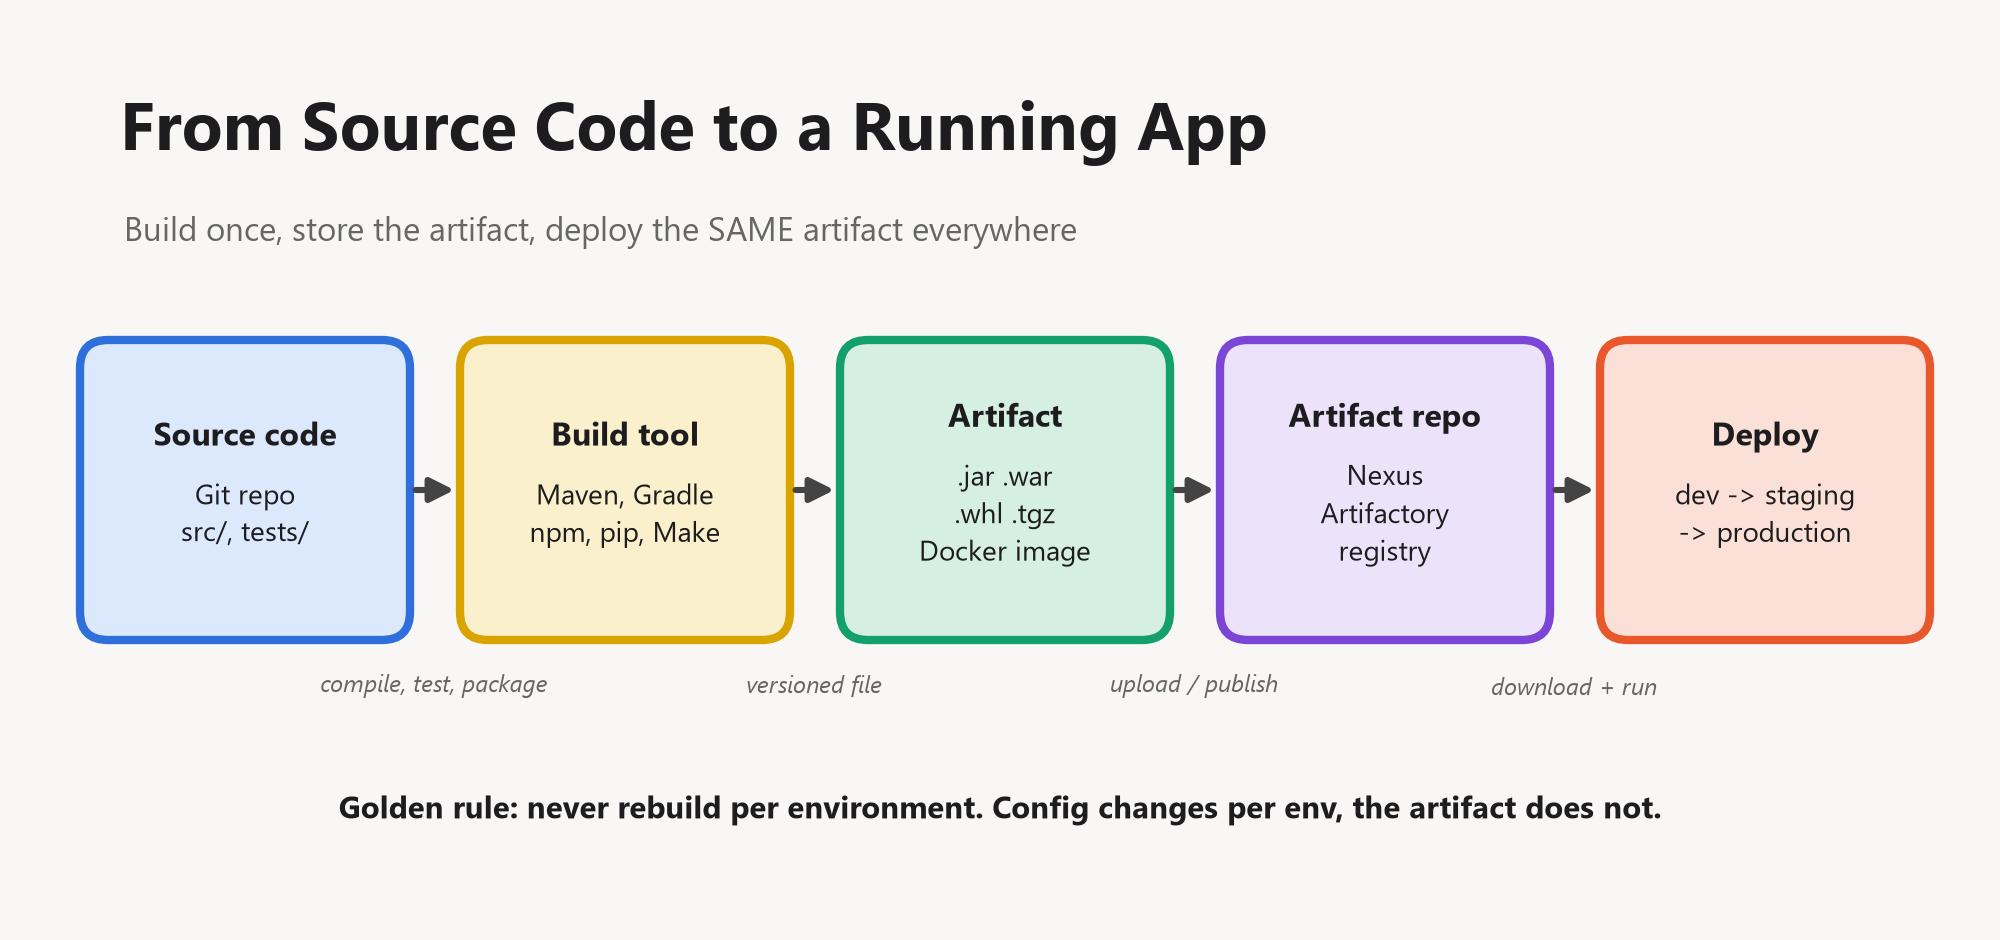 From Source Code to a Running App
Build once, store the artifact, deploy the SAME artifact everywhere
Source code
Git repo
src/, tests/
Build tool
Maven, Gradle
npm, pip, Make
Artifact
.jar .war
.whl .tgz
Docker image
Artifact repo
Nexus
Artifactory
registry
Deploy
dev -> staging
-> production
compile, test, package
versioned file
upload / publish
download + run
Golden rule: never rebuild per environment. Config changes per env, the artifact does not.